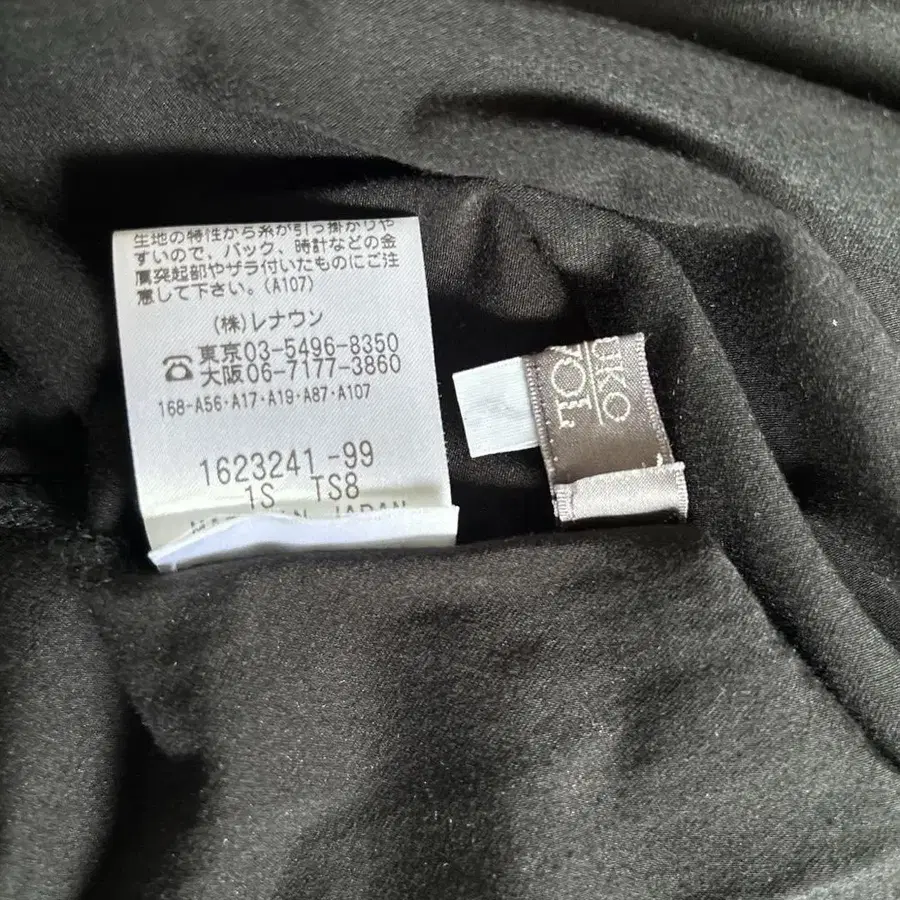 生地の特性から糸が引っ掛かりや
すいので、バック、時計などの金
属突起部やザラ付いたものにご注
意して下さい。(A107)
(株)レナウン
☎東京03-5496-8350
大阪06-7177-3860
168-A56・A17・A19・A87・A107
1623241-99
1S TS8
MADE IN JAPAN